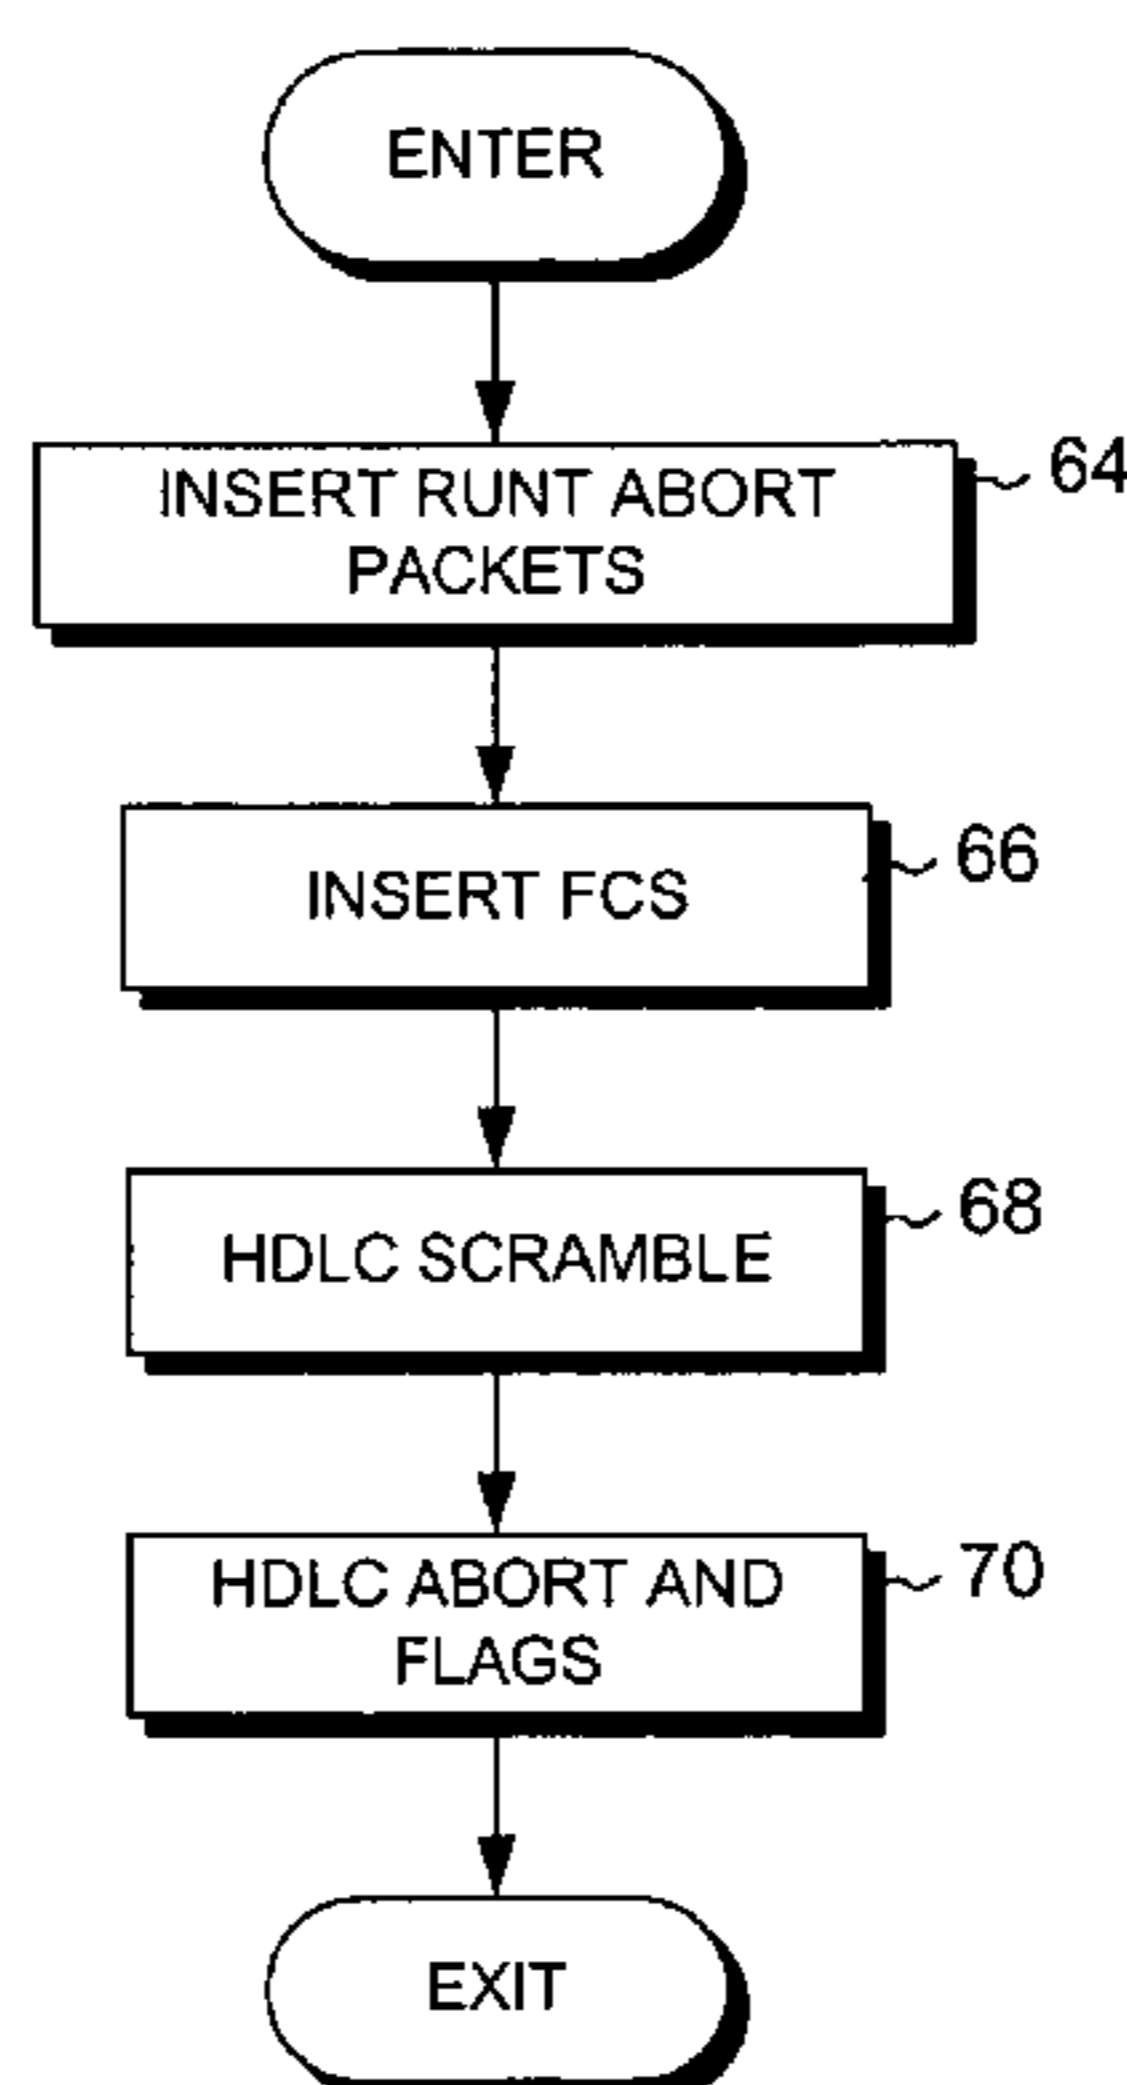 ENTER
INSERT RUNT ABORT
PACKETS
64
INSERT FCS
66
HDLC SCRAMBLE
68
HDLC ABORT AND
FLAGS
70
EXIT